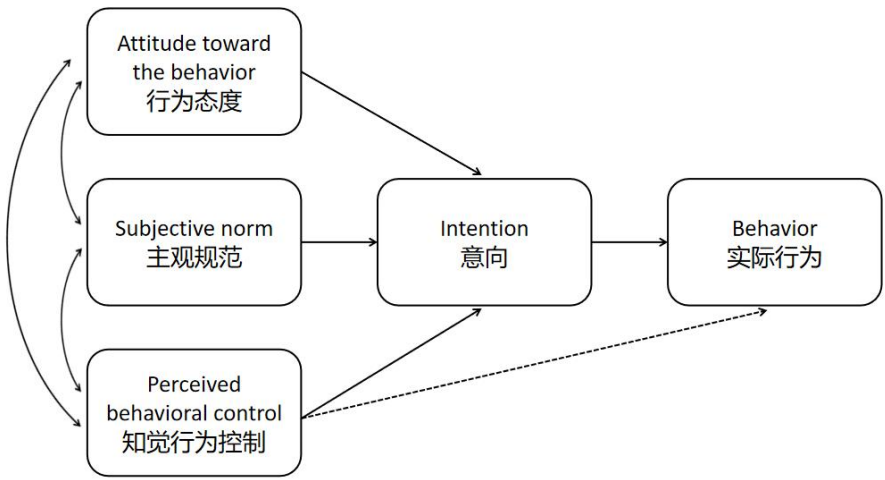 Attitude toward
the behavior
行为态度
Subjective norm
主观规范
Perceived
behavioral control
知觉行为控制
Intention
意向
Behavior
实际行为